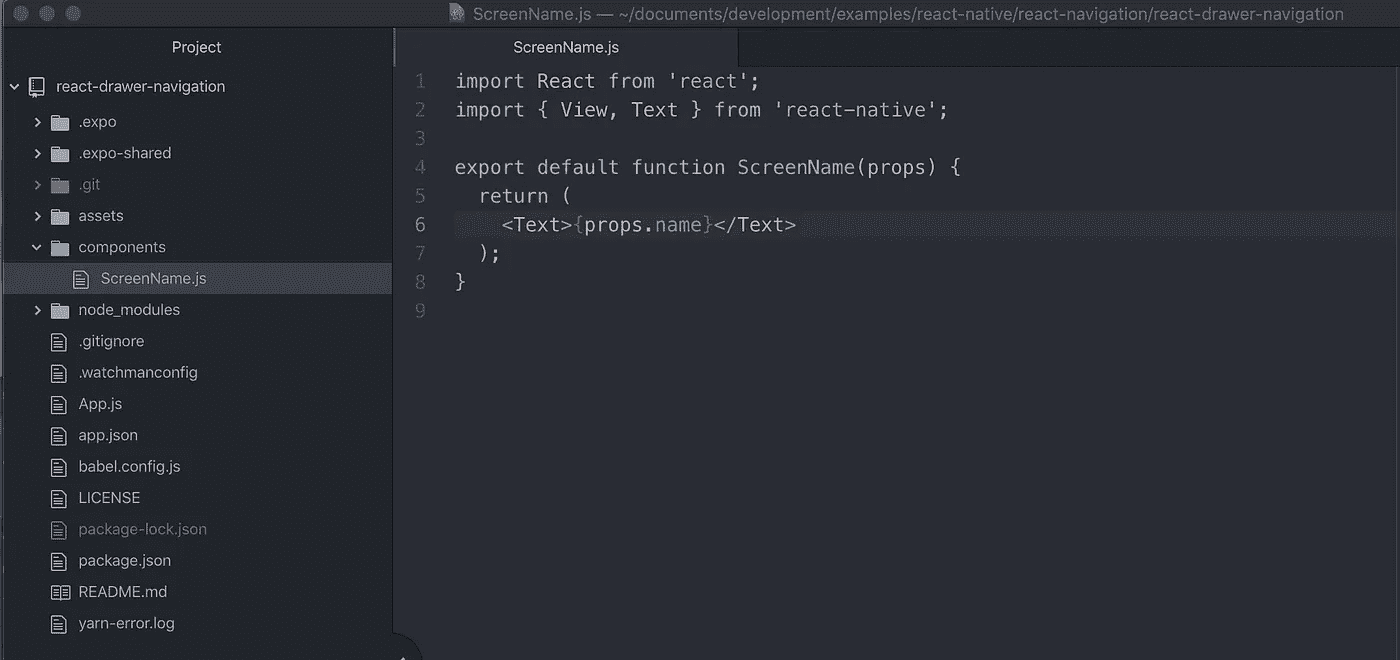 ScreenName.js — ~/documents/development/examples/react-native/react-navigation/react-drawer-navigation
Project
react-drawer-navigation
.expo
.expo-shared
.git
assets
components
ScreenName.js
node_modules
.gitignore
.watchmanconfig
App.js
app.json
babel.config.js
LICENSE
package-lock.json
package.json
README.md
yarn-error.log
ScreenName.js
1 import React from 'react';
2 import { View, Text } from 'react-native';
3
4 export default function ScreenName(props) {
5   return (
6     <Text>{props.name}</Text>
7   );
8 }
9